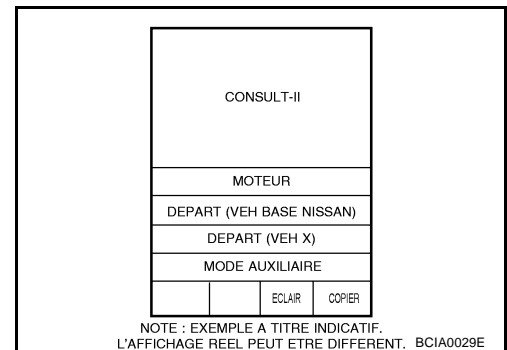 CONSULT-II
MOTEUR
DEPART (VEH BASE NISSAN)
DEPART (VEH X)
MODE AUXILIAIRE
ECLAIR COPIER
NOTE : EXEMPLE A TITRE INDICATIF.
L'AFFICHAGE REEL PEUT ETRE DIFFERENT. BCIA0029E